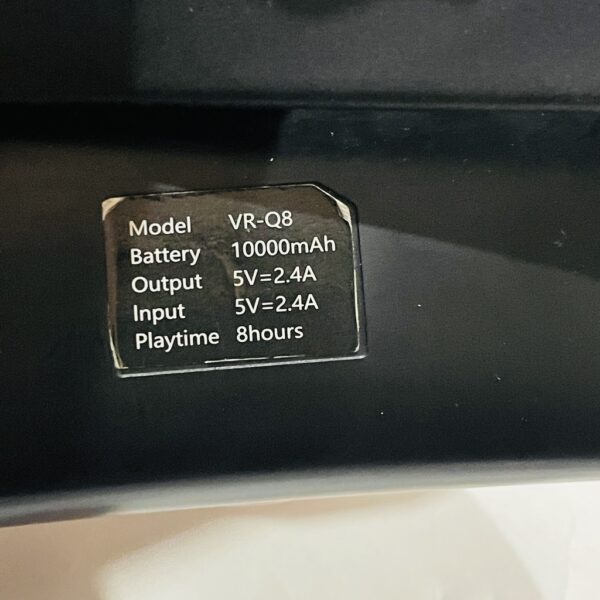 Model VR-Q8
Battery 10000mAh
Output 5V=2.4A
Input 5V=2.4A
Playtime 8hours